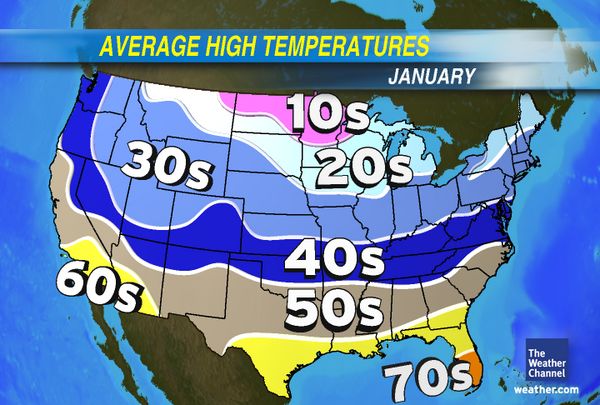 AVERAGE HIGH TEMPERATURES
JANUARY
10s
20s
30s
40s
60s
50s
70s
The
Weather
Channel
weather.com